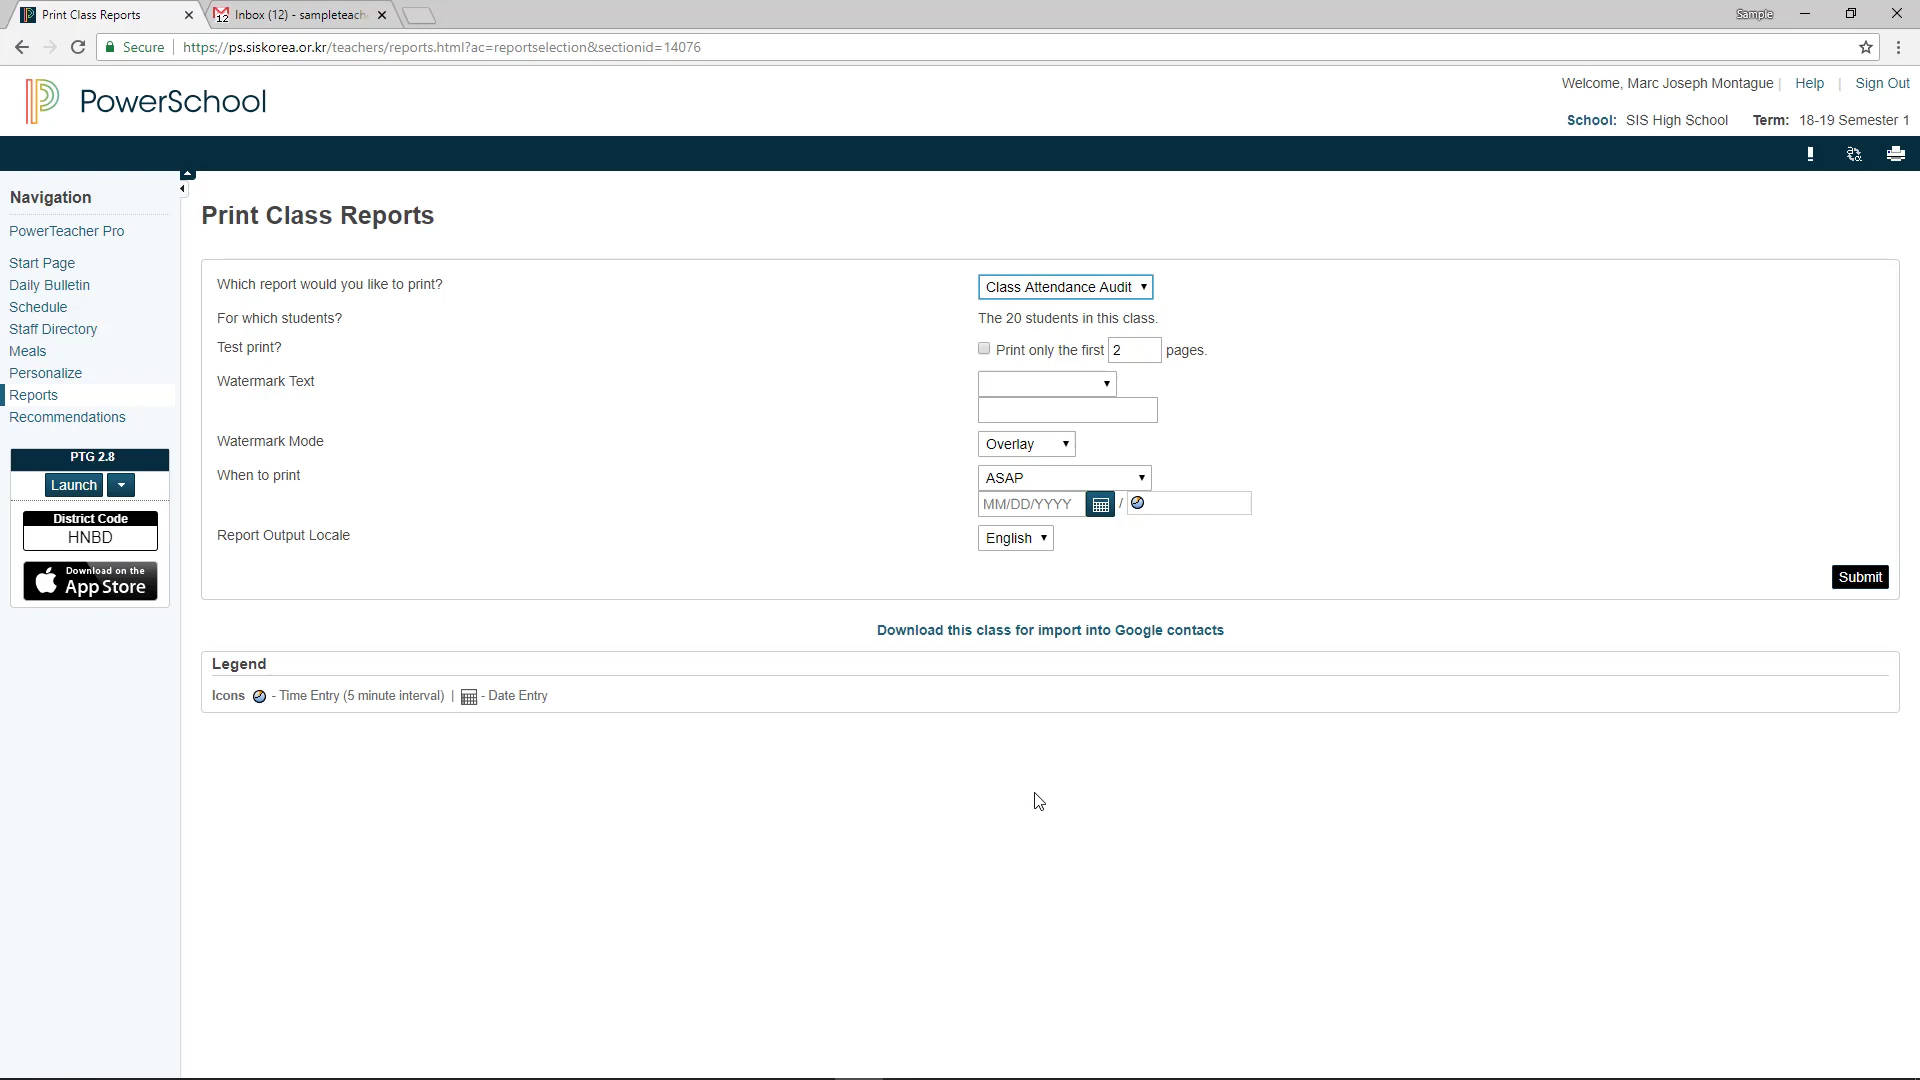 Print Class Reports
12 Inbox (12) - sampleteach
Sample
Secure https://ps.siskorea.or.kr/teachers/reports.html?ac=reportselection&sectionid=14076
PowerSchool
Welcome, Marc Joseph Montague | Help | Sign Out
School: SIS High School Term: 18-19 Semester 1
Navigation
PowerTeacher Pro
Start Page
Daily Bulletin
Schedule
Staff Directory
Meals
Personalize
Reports
Recommendations
PTG 2.8
Launch
District Code
HNBD
Download on the
App Store
Print Class Reports
Which report would you like to print? Class Attendance Audit
For which students? The 20 students in this class.
Test print? Print only the first 2 pages.
Watermark Text
Watermark Mode Overlay
When to print ASAP
MM/DD/YYYY /
Report Output Locale English
Submit
Download this class for import into Google contacts
Legend
Icons - Time Entry (5 minute interval) | - Date Entry